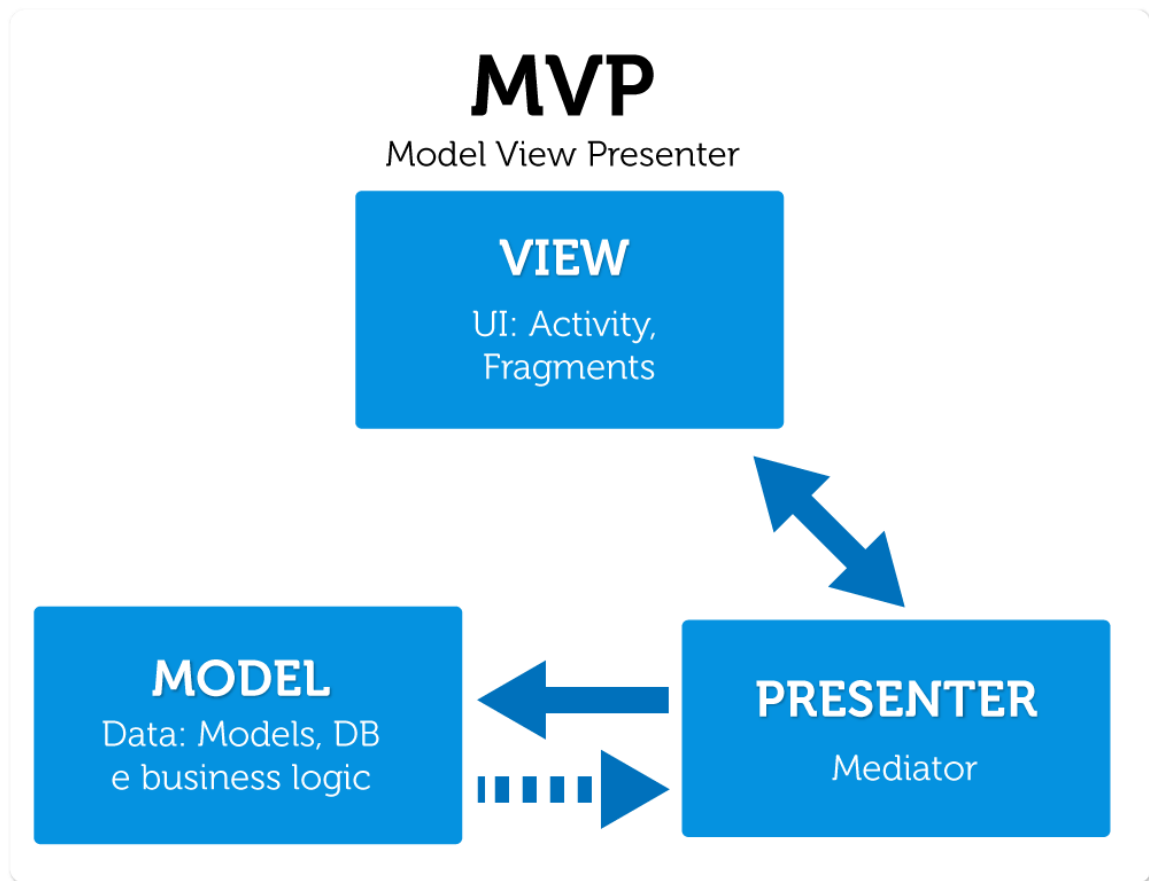 MVP
Model View Presenter
VIEW
UI: Activity,
Fragments
MODEL
Data: Models, DB
e business logic
PRESENTER
Mediator